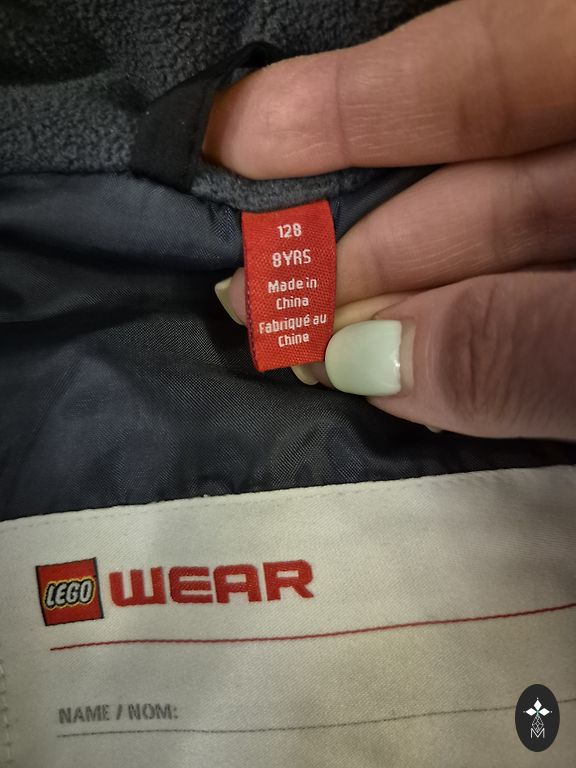 128
8YRS
Made in
China
Fabriqué au
Chine
LEGO WEAR
NAME / NOM:
M